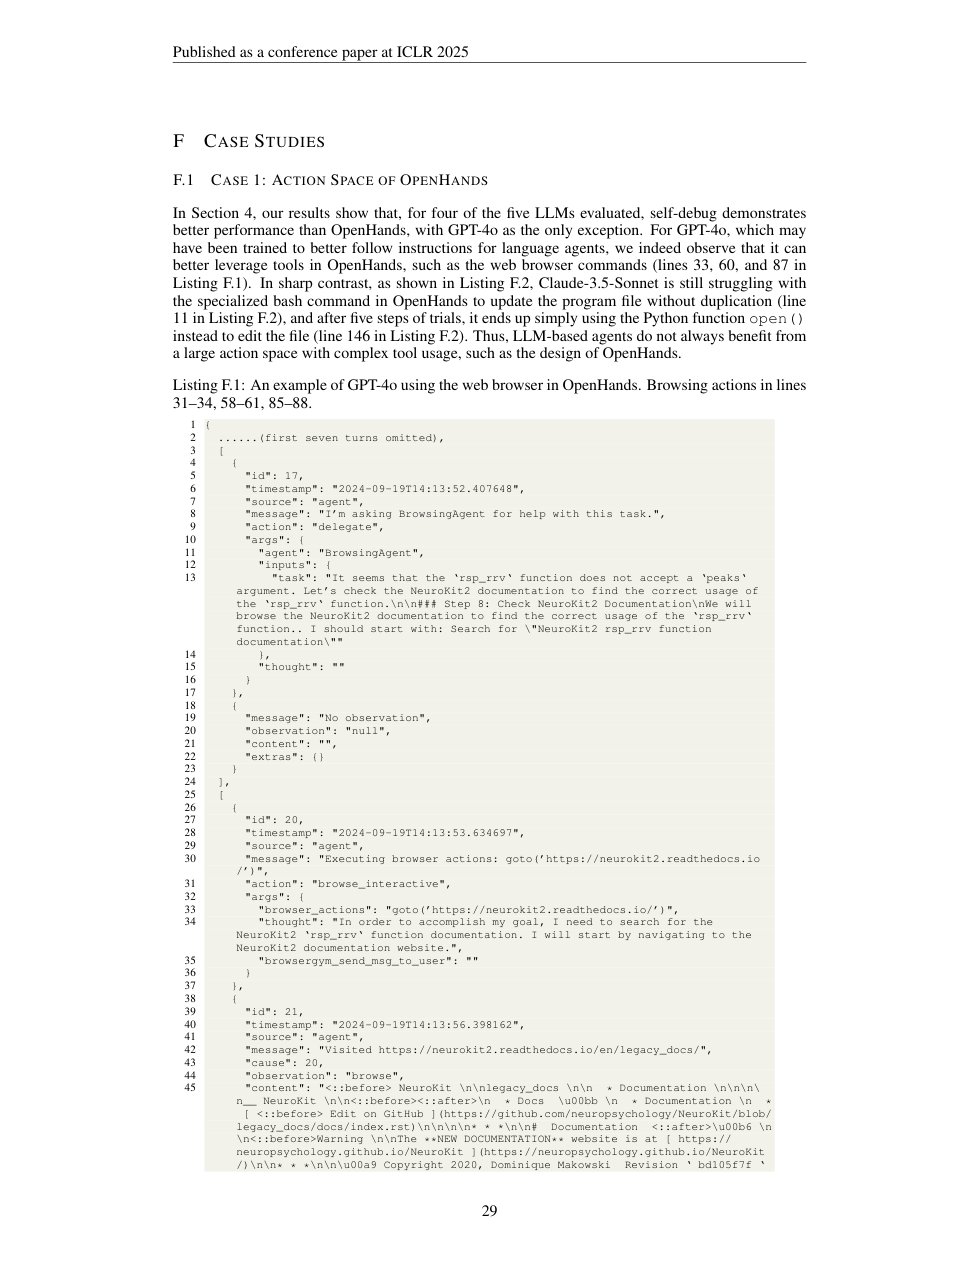 Published as a conference paper at ICLR 2025
F CASE STUDIES
F.1 CASE 1: ACTION SPACE OF OPENHANDS
In Section 4, our results show that, for four of the five LLMs evaluated, self-debug demonstrates
better performance than OpenHands, with GPT-4o as the only exception. For GPT-4o, which may
have been trained to better follow instructions for language agents, we indeed observe that it can
better leverage tools in OpenHands, such as the web browser commands (lines 33, 60, and 87 in
Listing F.1). In sharp contrast, as shown in Listing F.2, Claude-3.5-Sonnet is still struggling with
the specialized bash command in OpenHands to update the program file without duplication (line
11 in Listing F.2), and after five steps of trials, it ends up simply using the Python function open()
instead to edit the file (line 146 in Listing F.2). Thus, LLM-based agents do not always benefit from
a large action space with complex tool usage, such as the design of OpenHands.
Listing F.1: An example of GPT-4o using the web browser in OpenHands. Browsing actions in lines
31–34, 58–61, 85–88.
1 {
2 ......(first seven turns omitted),
3 [
4 {
5 "id": 17,
6 "timestamp": "2024-09-19T14:13:52.407648",
7 "source": "agent",
8 "message": "I’m asking BrowsingAgent for help with this task.",
9 "action": "delegate",
10 "args": {
11 "agent": "BrowsingAgent",
12 "inputs": {
13 "task": "It seems that the ‘rsp_rrv‘ function does not accept a ‘peaks‘
argument. Let’s check the NeuroKit2 documentation to find the correct usage of
the ‘rsp_rrv‘ function.\n\n### Step 8: Check NeuroKit2 Documentation\nWe will
browse the NeuroKit2 documentation to find the correct usage of the ‘rsp_rrv‘
function.. I should start with: Search for \"NeuroKit2 rsp_rrv function
documentation\""
14 },
15 "thought": ""
16 }
17 },
18 {
19 "message": "No observation",
20 "observation": "null",
21 "content": "",
22 "extras": {}
23 }
24 ],
25 [
26 {
27 "id": 20,
28 "timestamp": "2024-09-19T14:13:53.634697",
29 "source": "agent",
30 "message": "Executing browser actions: goto(’https://neurokit2.readthedocs.io
/’)",
31 "action": "browse_interactive",
32 "args": {
33 "browser_actions": "goto(’https://neurokit2.readthedocs.io/’)",
34 "thought": "In order to accomplish my goal, I need to search for the
NeuroKit2 ‘rsp_rrv‘ function documentation. I will start by navigating to the
NeuroKit2 documentation website.",
35 "browsergym_send_msg_to_user": ""
36 }
37 },
38 {
39 "id": 21,
40 "timestamp": "2024-09-19T14:13:56.398162",
41 "source": "agent",
42 "message": "Visited https://neurokit2.readthedocs.io/en/legacy_docs/",
43 "cause": 20,
44 "observation": "browse",
45 "content": "<::before> NeuroKit \n\nlegacy_docs \n\n * Documentation \n\n\n\
n__ NeuroKit \n\n<::before><::after>\n * Docs \u00bb \n * Documentation \n *
[ <::before> Edit on GitHub ](https://github.com/neuropsychology/NeuroKit/blob/
legacy_docs/docs/index.rst)\n\n\n\n* * *\n\n# Documentation <::after>\u00b6 \n
\n<::before>Warning \n\nThe **NEW DOCUMENTATION** website is at [ https://
neuropsychology.github.io/NeuroKit ](https://neuropsychology.github.io/NeuroKit
/)\n\n* * *\n\n\u00a9 Copyright 2020, Dominique Makowski Revision ‘ bd105f7f ‘
29